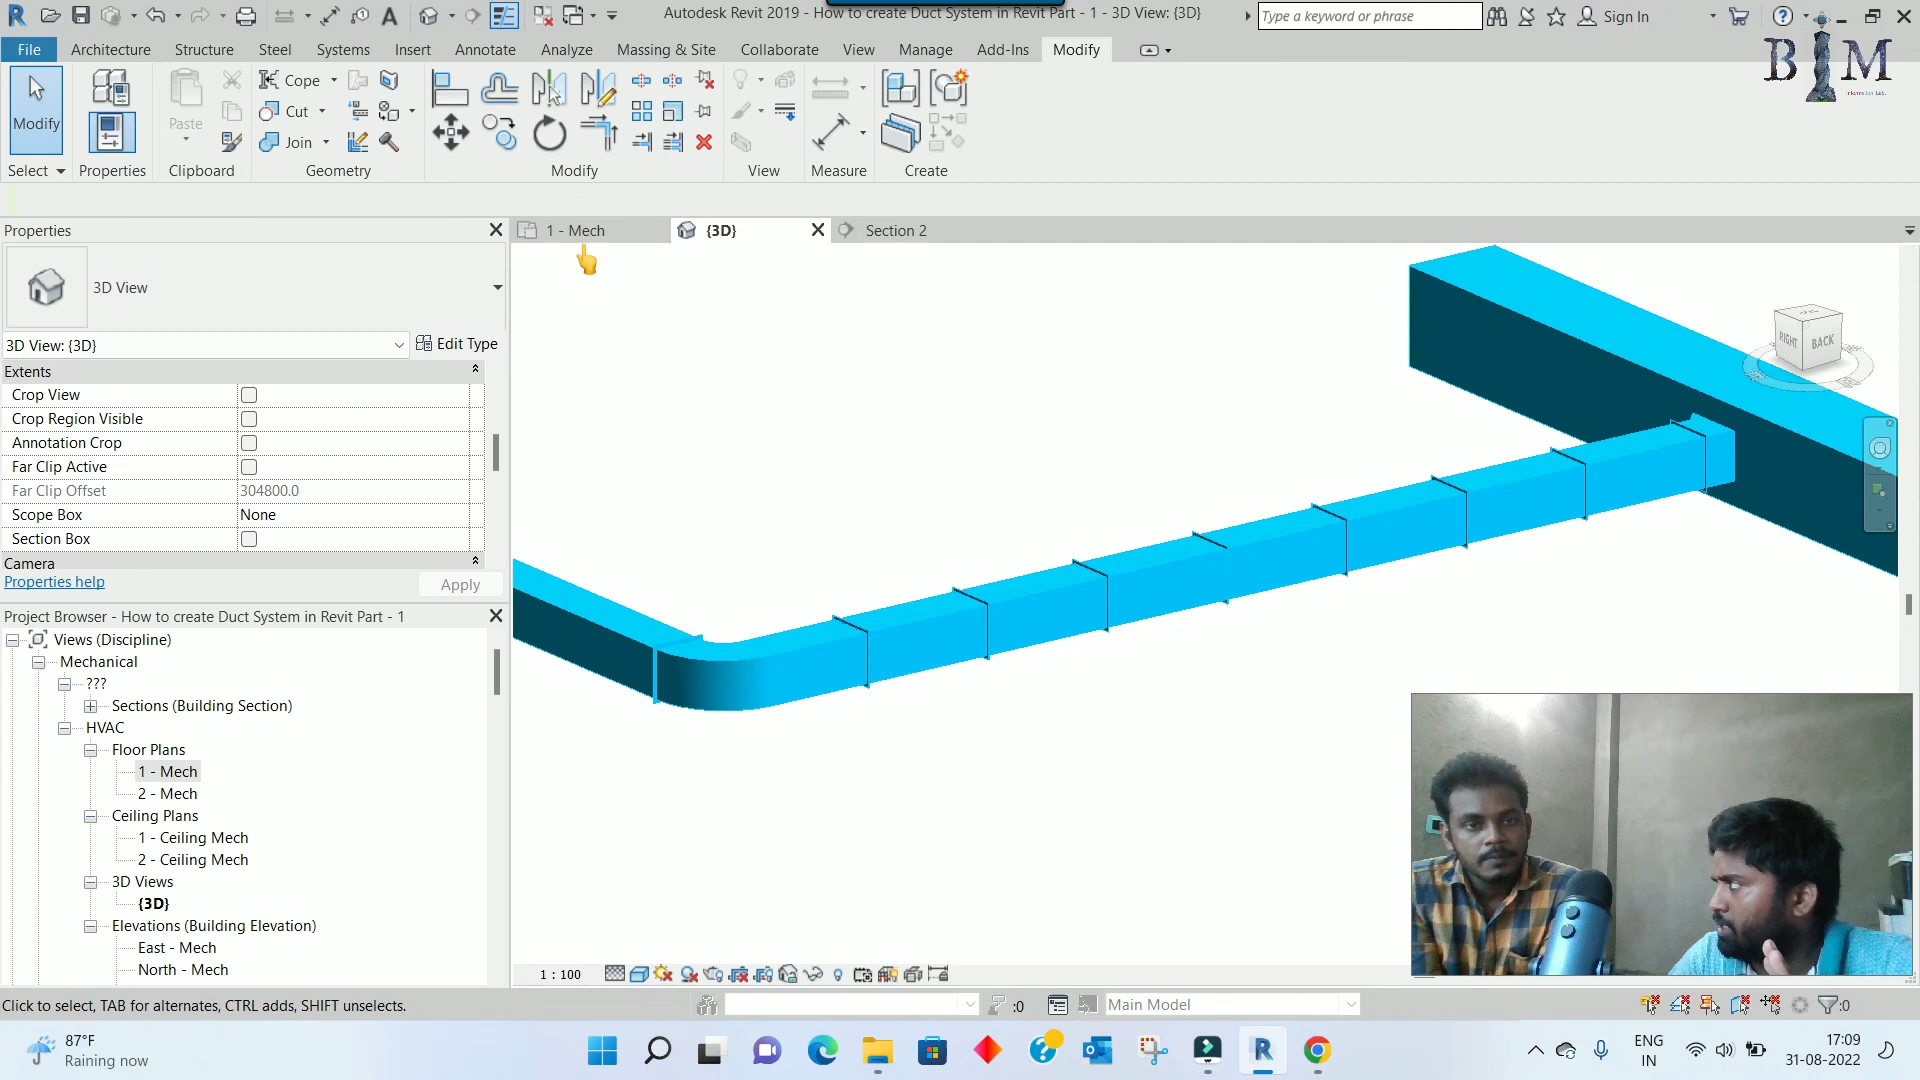 Autodesk Revit 2019 - How to create Duct System in Revit Part - 1 - 3D View: {3D}
Type a keyword or phrase
Sign In
File
Architecture
Structure
Steel
Systems
Insert
Annotate
Analyze
Massing & Site
Collaborate
View
Manage
Add-Ins
Modify
BIM
Modify
Paste
Cope
Cut
Join
Select
Properties
Clipboard
Geometry
Modify
View
Measure
Create
Properties
1 - Mech
{3D}
Section 2
3D View
3D View: {3D}
Edit Type
Extents
Crop View
Crop Region Visible
Annotation Crop
Far Clip Active
Far Clip Offset
304800.0
Scope Box
None
Section Box
Camera
Properties help
Apply
RIGHT
BACK
Project Browser - How to create Duct System in Revit Part - 1
Views (Discipline)
Mechanical
???
Sections (Building Section)
HVAC
Floor Plans
1 - Mech
2 - Mech
Ceiling Plans
1 - Ceiling Mech
2 - Ceiling Mech
3D Views
{3D}
Elevations (Building Elevation)
East - Mech
North - Mech
1 : 100
Click to select, TAB for alternates, CTRL adds, SHIFT unselects.
:0
Main Model
:0
87°F
Raining now
ENG
IN
17:09
31-08-2022